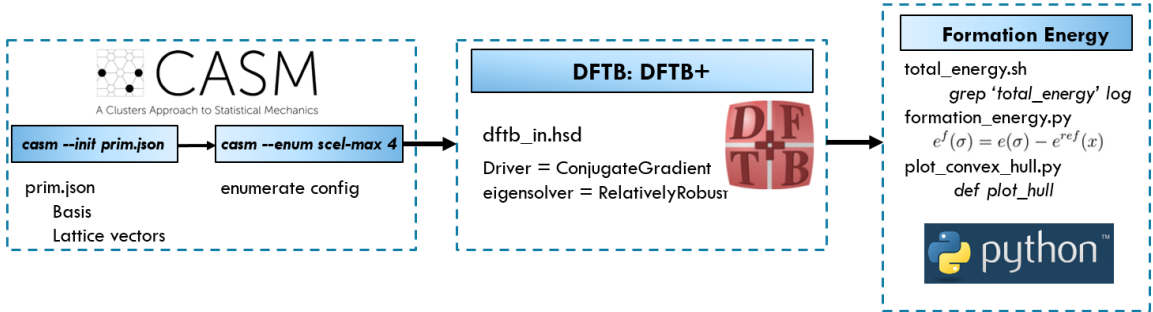 CASM
A Clusters Approach to Statistical Mechanics
casm --init prim.json
casm --enum scel-max 4
prim.json
Basis
Lattice vectors
enumerate config
DFTB: DFTB+
dftb_in.hsd
Driver = ConjugateGradient
eigensolver = RelativelyRobust
D F
T B
Formation Energy
total_energy.sh
grep ‘total_energy’ log
formation_energy.py
e^f(σ) = e(σ) − e^ref(x)
plot_convex_hull.py
def plot_hull
python™